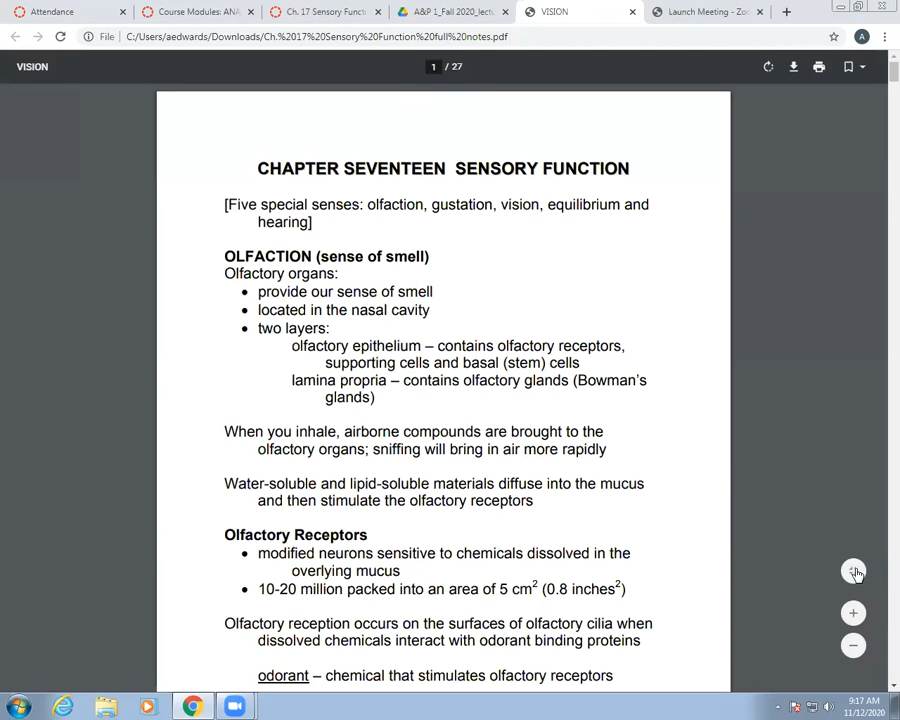 Attendance
Course Modules: ANA
Ch. 17 Sensory Functi
A&P 1_Fall 2020_lectu
VISION
Launch Meeting - Zoo
File C:/Users/aedwards/Downloads/Ch.%2017%20Sensory%20Function%20full%20notes.pdf
A
VISION
1 / 27
CHAPTER SEVENTEEN SENSORY FUNCTION
[Five special senses: olfaction, gustation, vision, equilibrium and
hearing]
OLFACTION (sense of smell)
Olfactory organs:
• provide our sense of smell
• located in the nasal cavity
• two layers:
olfactory epithelium – contains olfactory receptors,
supporting cells and basal (stem) cells
lamina propria – contains olfactory glands (Bowman's
glands)
When you inhale, airborne compounds are brought to the
olfactory organs; sniffing will bring in air more rapidly
Water-soluble and lipid-soluble materials diffuse into the mucus
and then stimulate the olfactory receptors
Olfactory Receptors
• modified neurons sensitive to chemicals dissolved in the
overlying mucus
• 10-20 million packed into an area of 5 cm² (0.8 inches²)
Olfactory reception occurs on the surfaces of olfactory cilia when
dissolved chemicals interact with odorant binding proteins
odorant – chemical that stimulates olfactory receptors
9:17 AM
11/12/2020